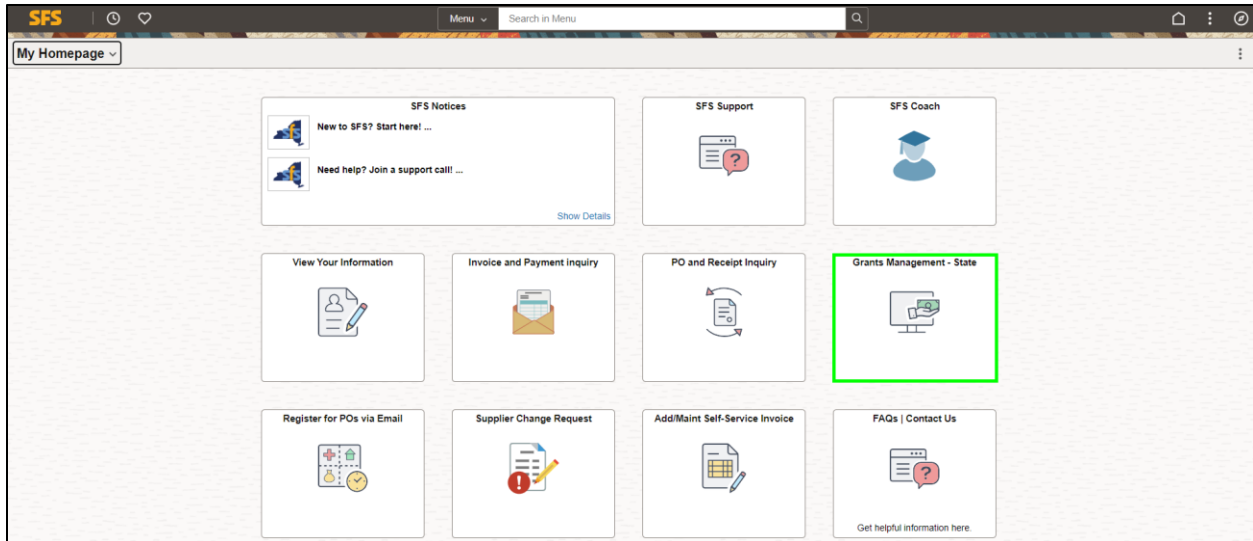 SFS
Menu
Search in Menu
My Homepage
SFS Notices
New to SFS? Start here! ...
Need help? Join a support call! ...
Show Details
SFS Support
SFS Coach
View Your Information
Invoice and Payment Inquiry
PO and Receipt Inquiry
Grants Management - State
Register for POs via Email
Supplier Change Request
Add/Maint Self-Service Invoice
FAQs | Contact Us
Get helpful information here.